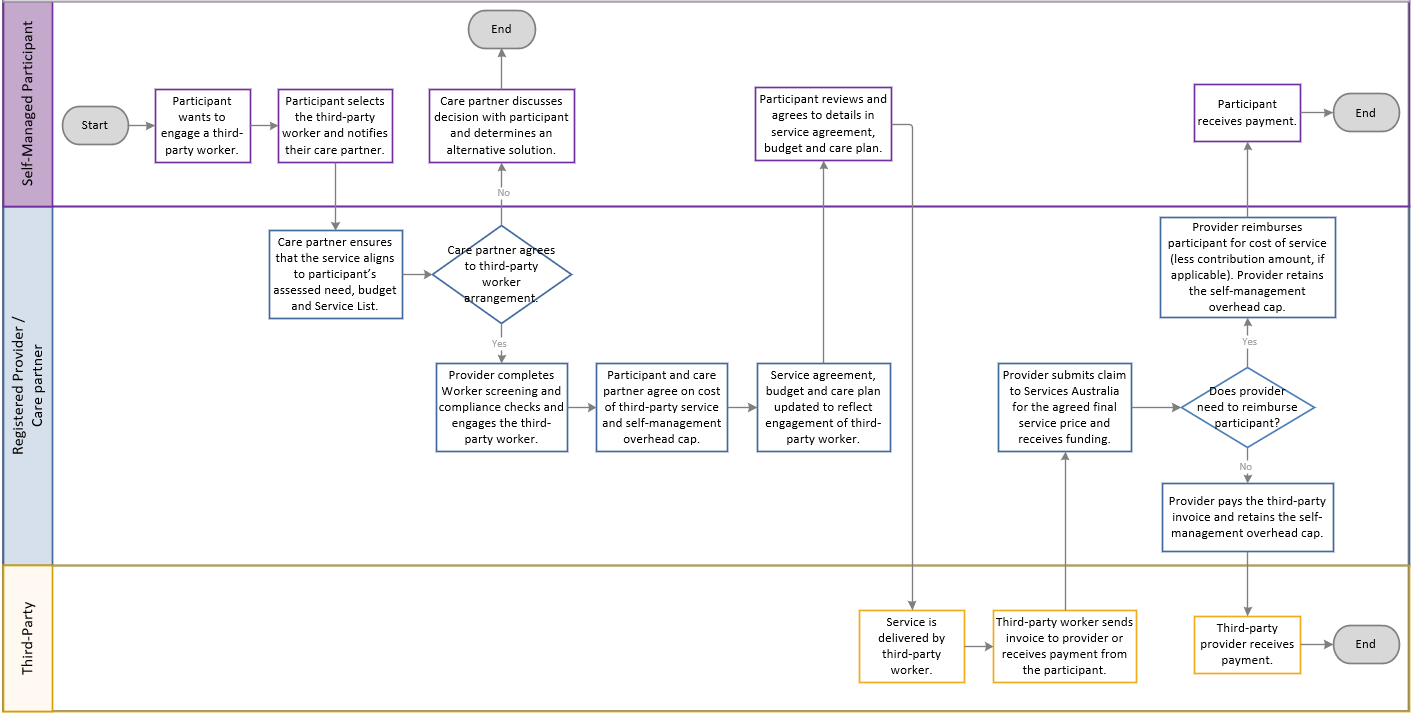 Self-Managed Participant
Start
Participant
wants to
engage a third-
party worker.
Participant selects
the third-party
worker and notifies
their care partner.
End
Care partner discusses
decision with participant
and determines an
alternative solution.
No
Participant reviews and
agrees to details in
service agreement,
budget and care plan.
Participant
receives payment.
End
Registered Provider /
Care partner
Care partner ensures
that the service aligns
to participant's
assessed need, budget
and Service List.
Care partner agrees
to third-party
worker
arrangement.
Yes
Provider completes
Worker screening and
compliance checks and
engages the third-
party worker.
Participant and care
partner agree on cost
of third-party service
and self-management
overhead cap.
Service agreement,
budget and care plan
updated to reflect
engagement of third-
party worker.
Provider submits claim
to Services Australia
for the agreed final
service price and
receives funding.
Provider reimburses
participant for cost of service
(less contribution amount, if
applicable). Provider retains
the self-management
overhead cap.
Yes
Does provider
need to reimburse
participant?
No
Provider pays the third-party
invoice and retains the self-
management overhead cap.
Third-Party
Service is
delivered by
third-party
worker.
Third-party worker sends
invoice to provider or
receives payment from
the participant.
Third-party
provider receives
payment.
End